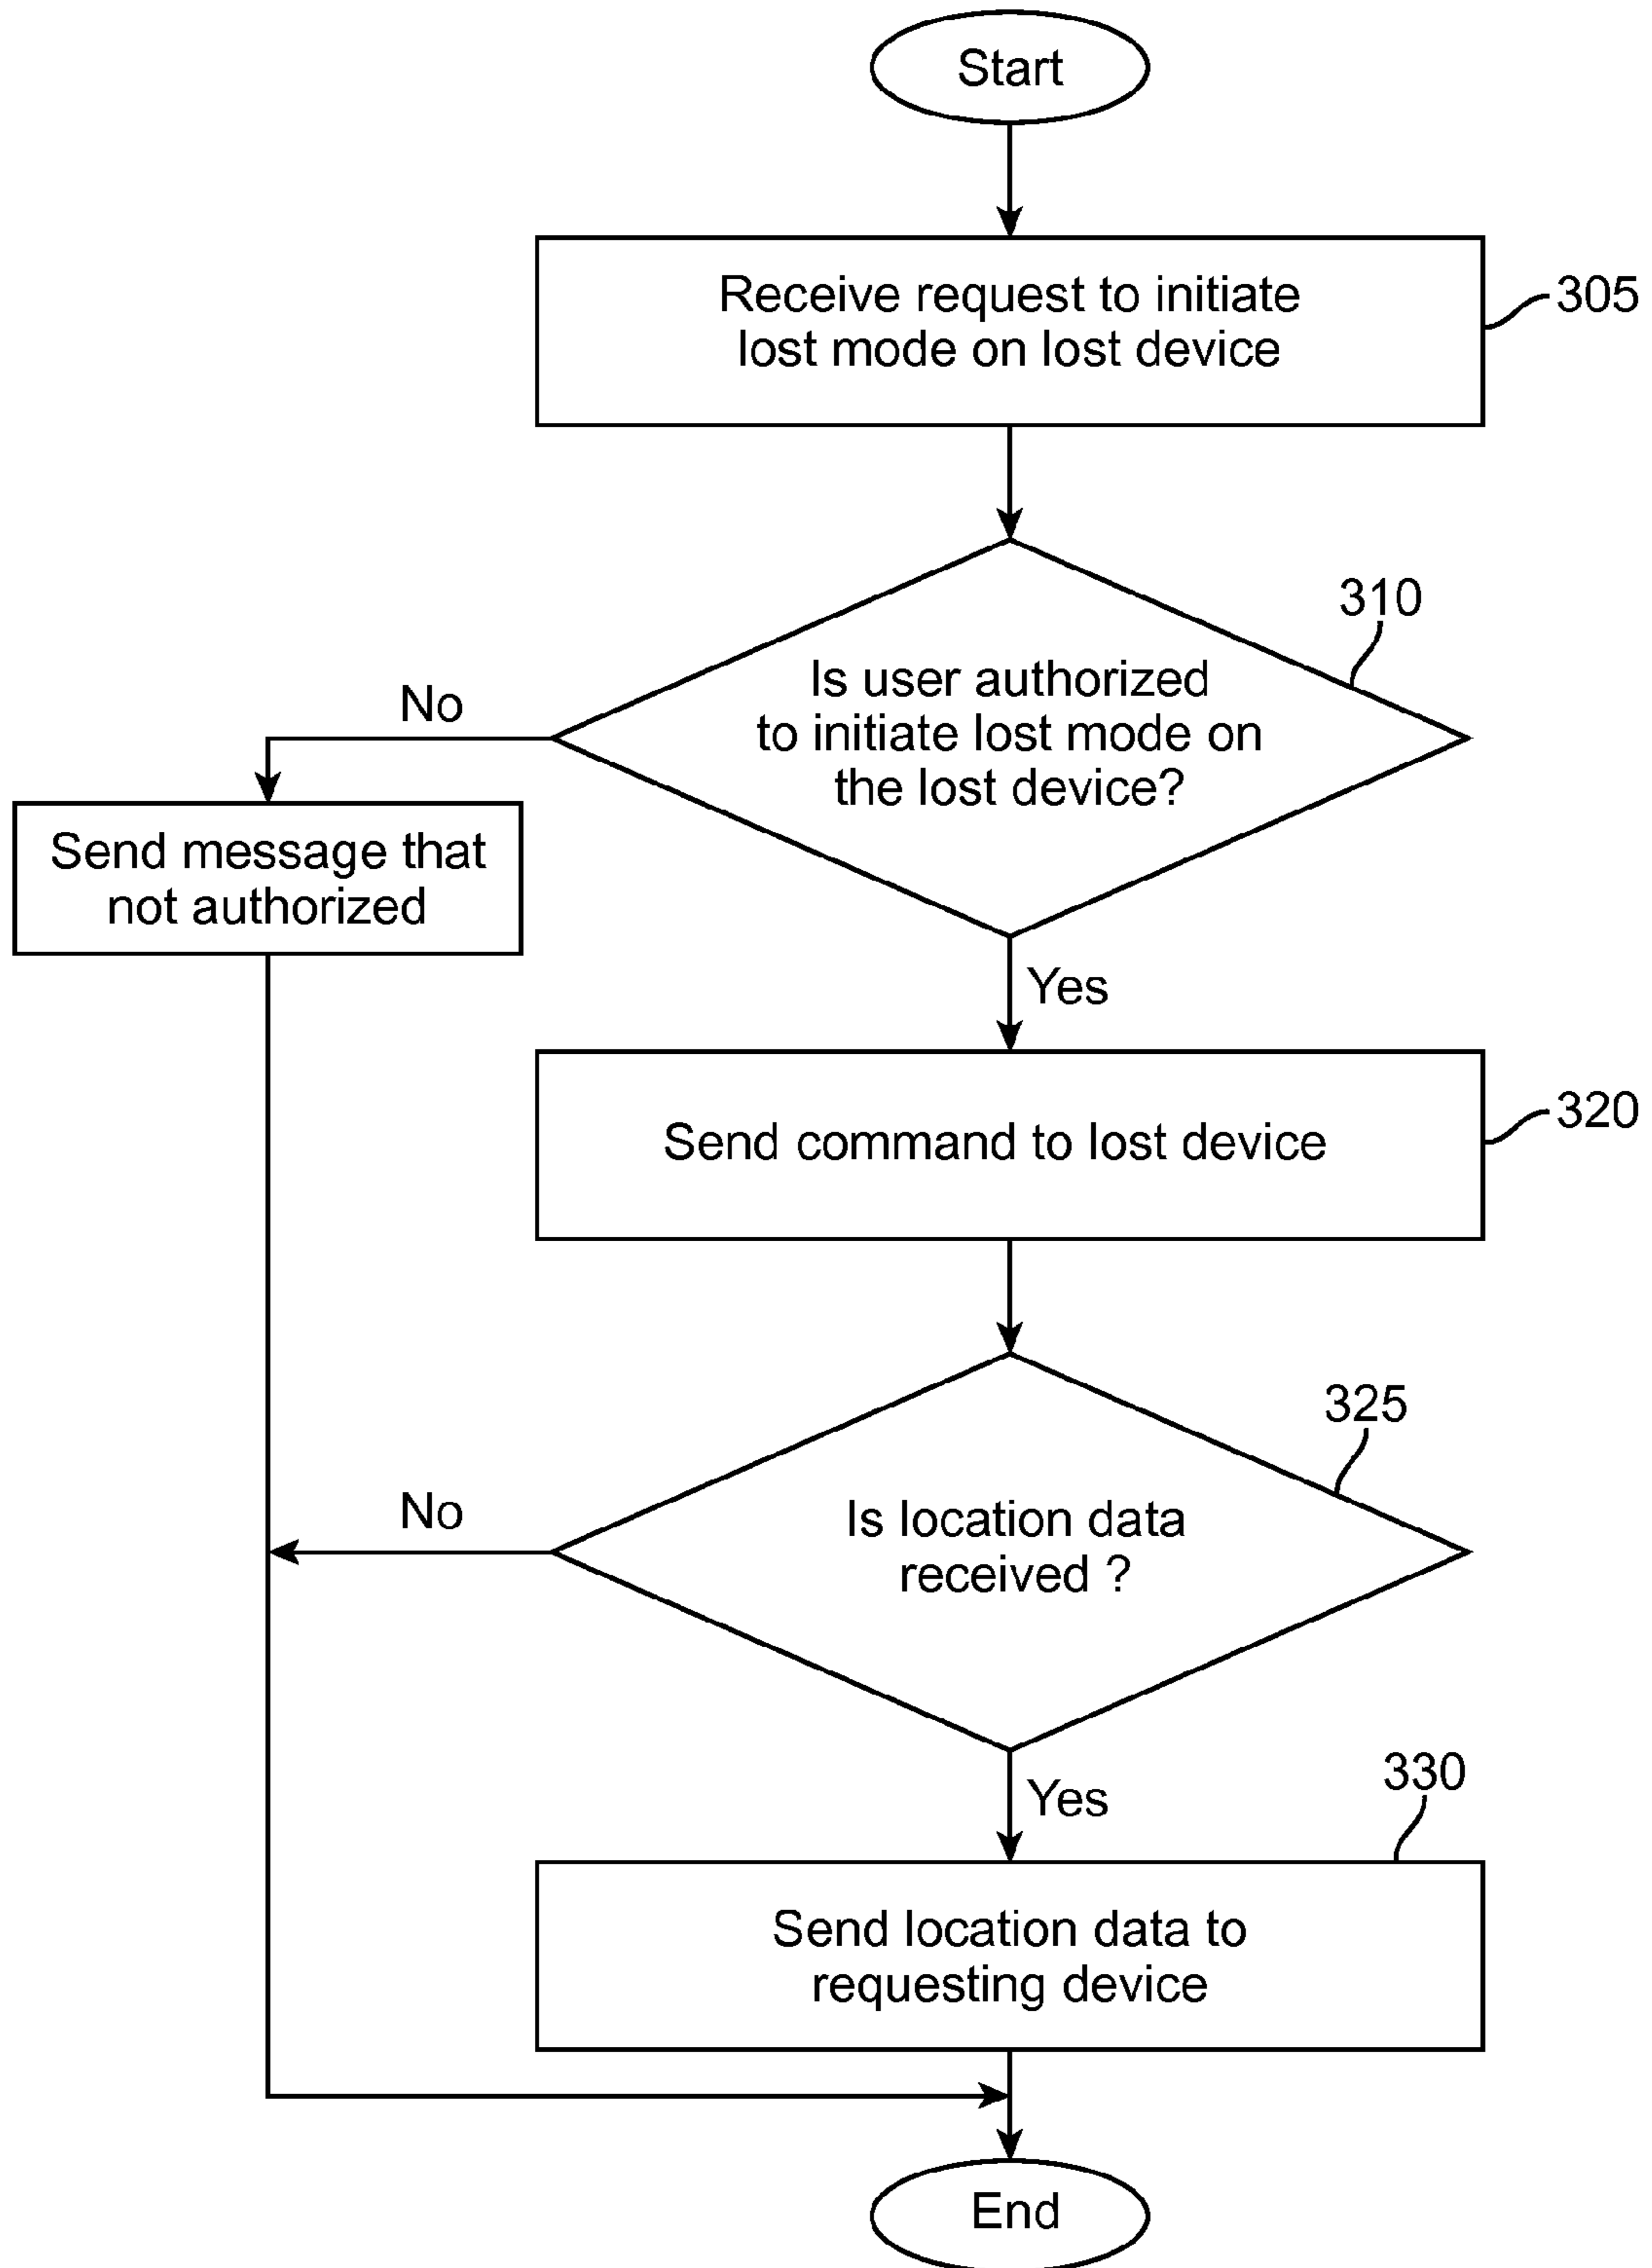 Start
Receive request to initiate
lost mode on lost device
305
310
Is user authorized
to initiate lost mode on
the lost device?
No
Send message that
not authorized
Yes
Send command to lost device
320
325
Is location data
received ?
No
Yes
330
Send location data to
requesting device
End